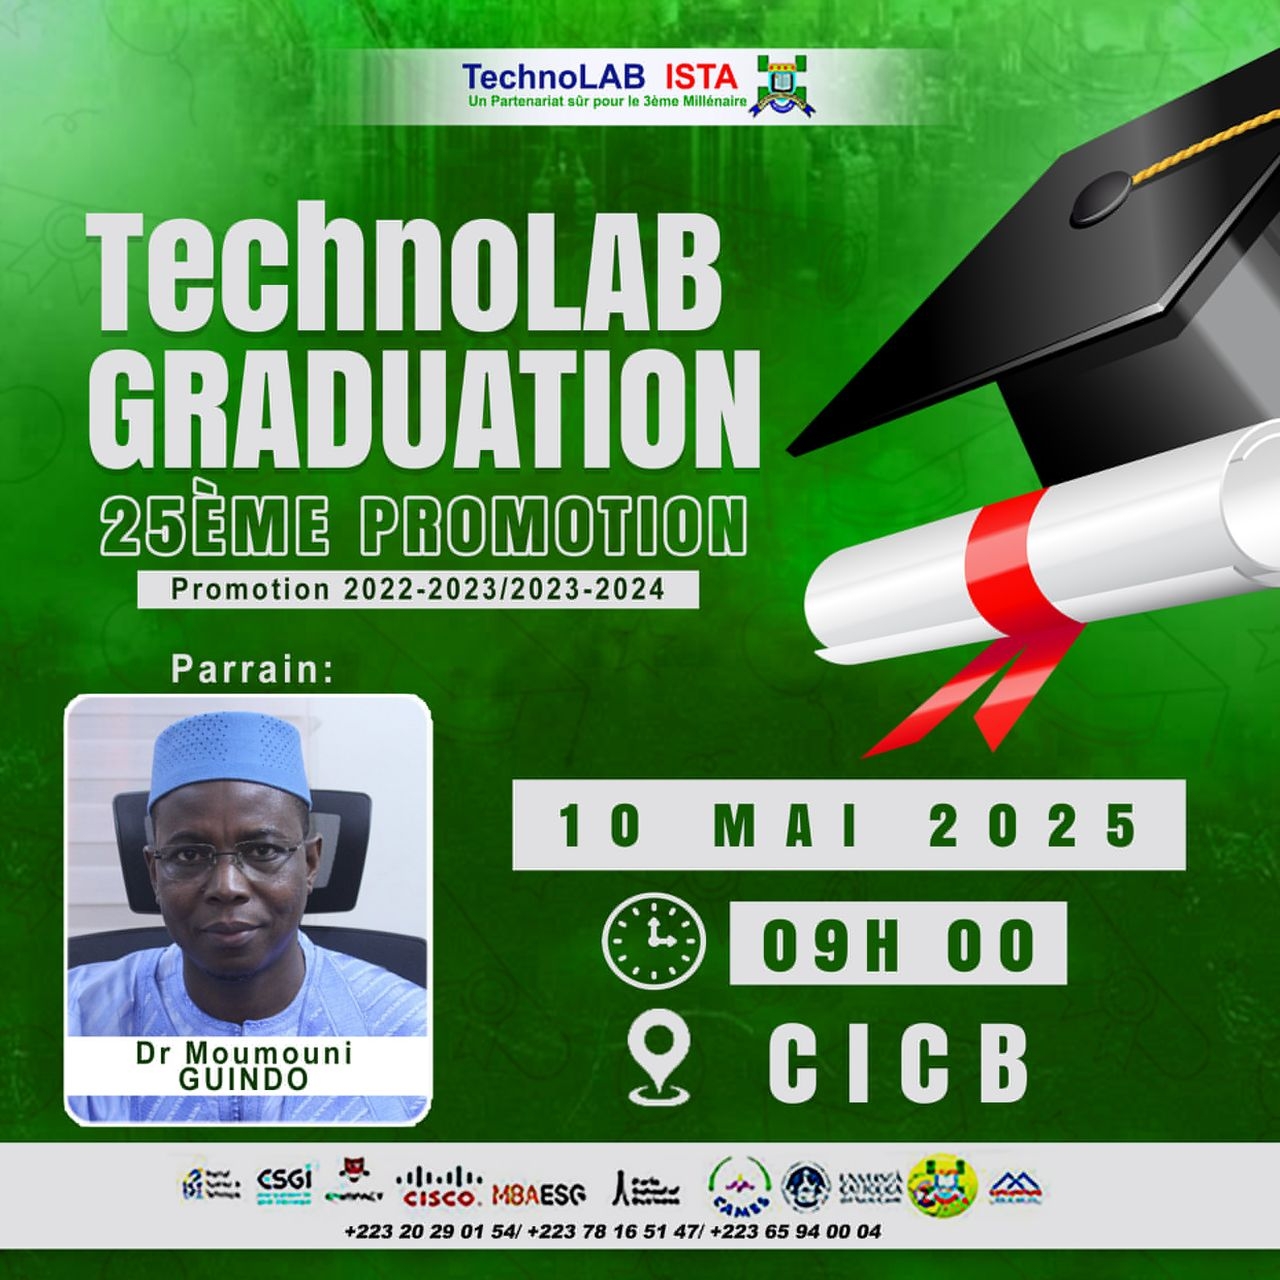 TechnoLAB ISTA
Un Partenariat sûr pour le 3ème Millénaire
TechnoLAB
GRADUATION
25ÈME PROMOTION
Promotion 2022-2023/2023-2024
Parrain:
Dr Moumouni
GUINDO
10 MAI 2025
09H 00
CICB
CSGi
CISCO
MBAESG
CAMES
+223 20 29 01 54/ +223 78 16 51 47/ +223 65 94 00 04